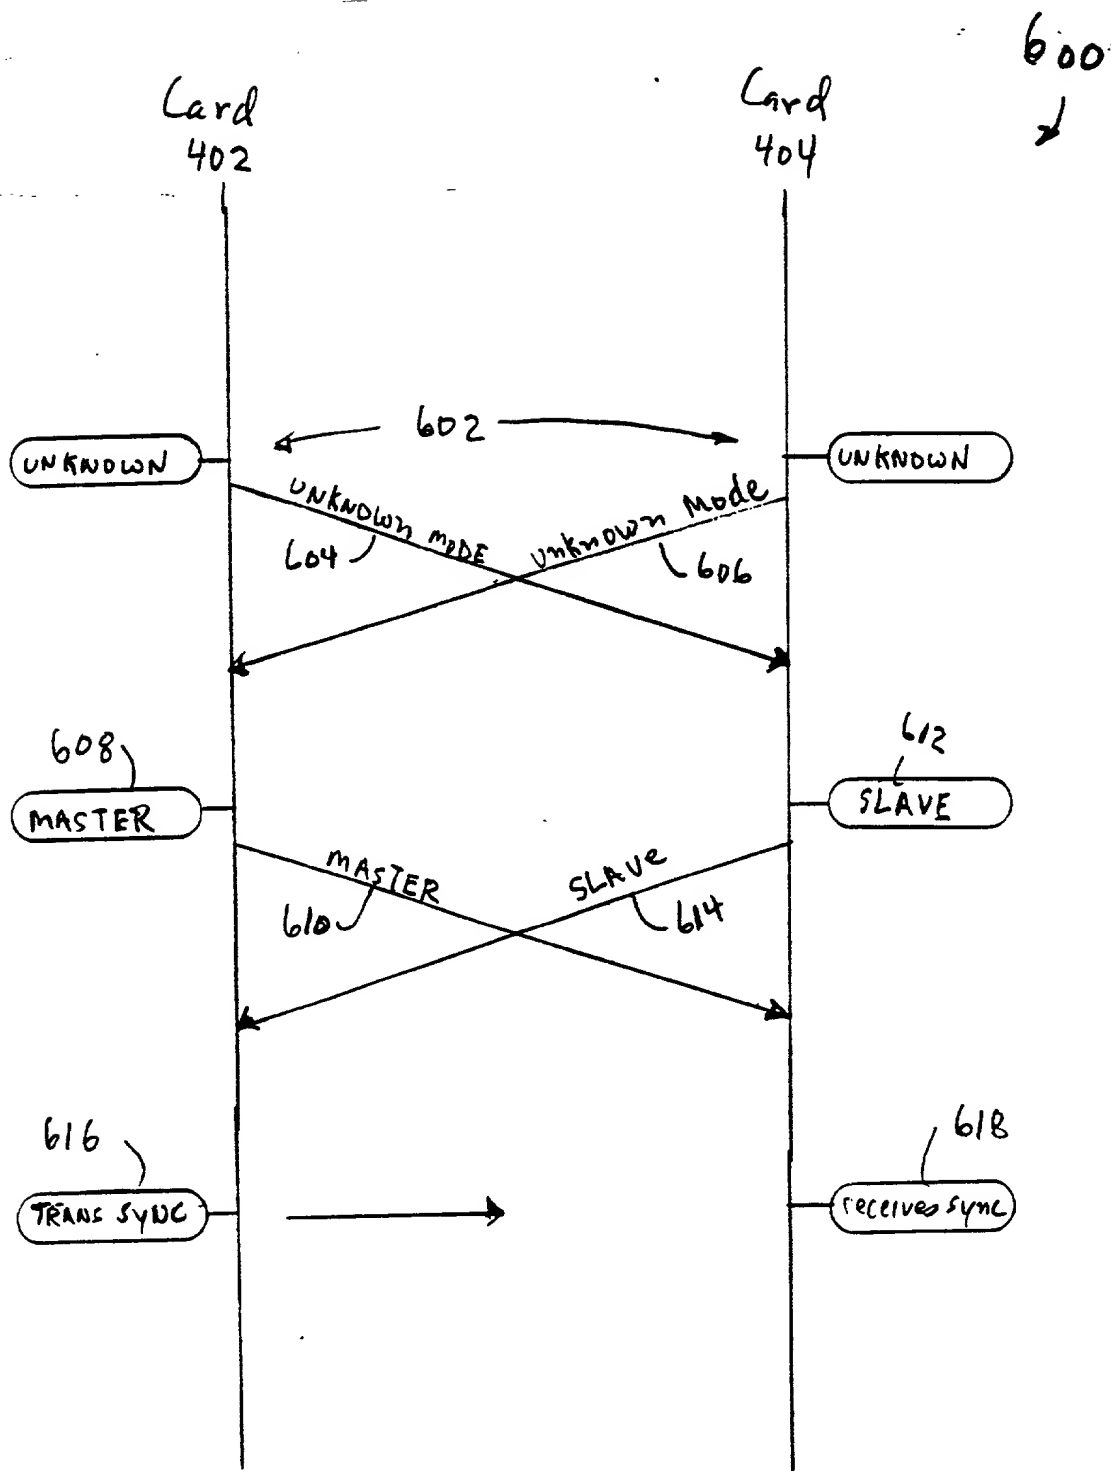 600
Card
402
Card
404
602
UNKNOWN
UNKNOWN
UNKNOWN MODE
unknown Mode
604
606
608
612
MASTER
SLAVE
MASTER
SLAVe
610
614
616
618
TRANS SYNC
receives sync